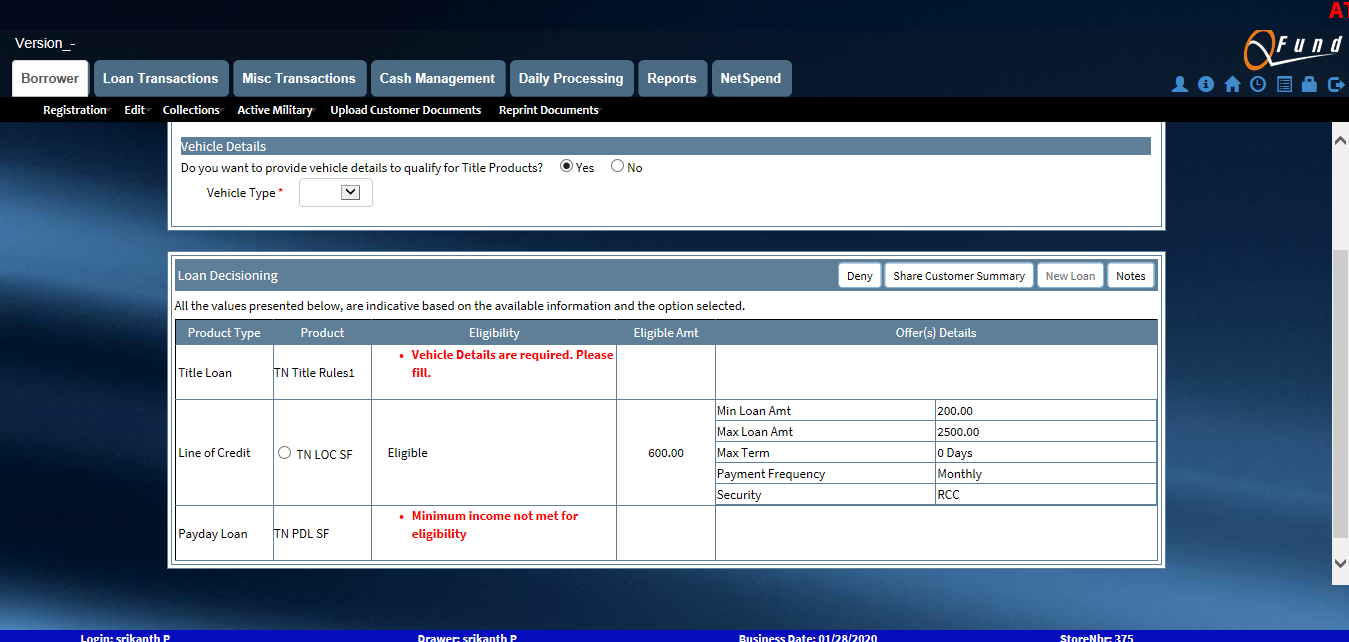 AT
Version_-
QFund
Borrower Loan Transactions Misc Transactions Cash Management Daily Processing Reports NetSpend
Registration Edit Collections Active Military Upload Customer Documents Reprint Documents
Vehicle Details
Do you want to provide vehicle details to qualify for Title Products? Yes No
Vehicle Type *
Loan Decisioning Deny Share Customer Summary New Loan Notes
All the values presented below, are indicative based on the available information and the option selected.
Product Type Product Eligibility Eligible Amt Offer(s) Details
Title Loan TN Title Rules1 • Vehicle Details are required. Please
fill.
Line of Credit TN LOC SF Eligible 600.00
Min Loan Amt 200.00
Max Loan Amt 2500.00
Max Term 0 Days
Payment Frequency Monthly
Security RCC
Payday Loan TN PDL SF • Minimum income not met for
eligibility
Login: srikanth P Drawer: srikanth P Business Date: 01/28/2020 StoreNbr: 375